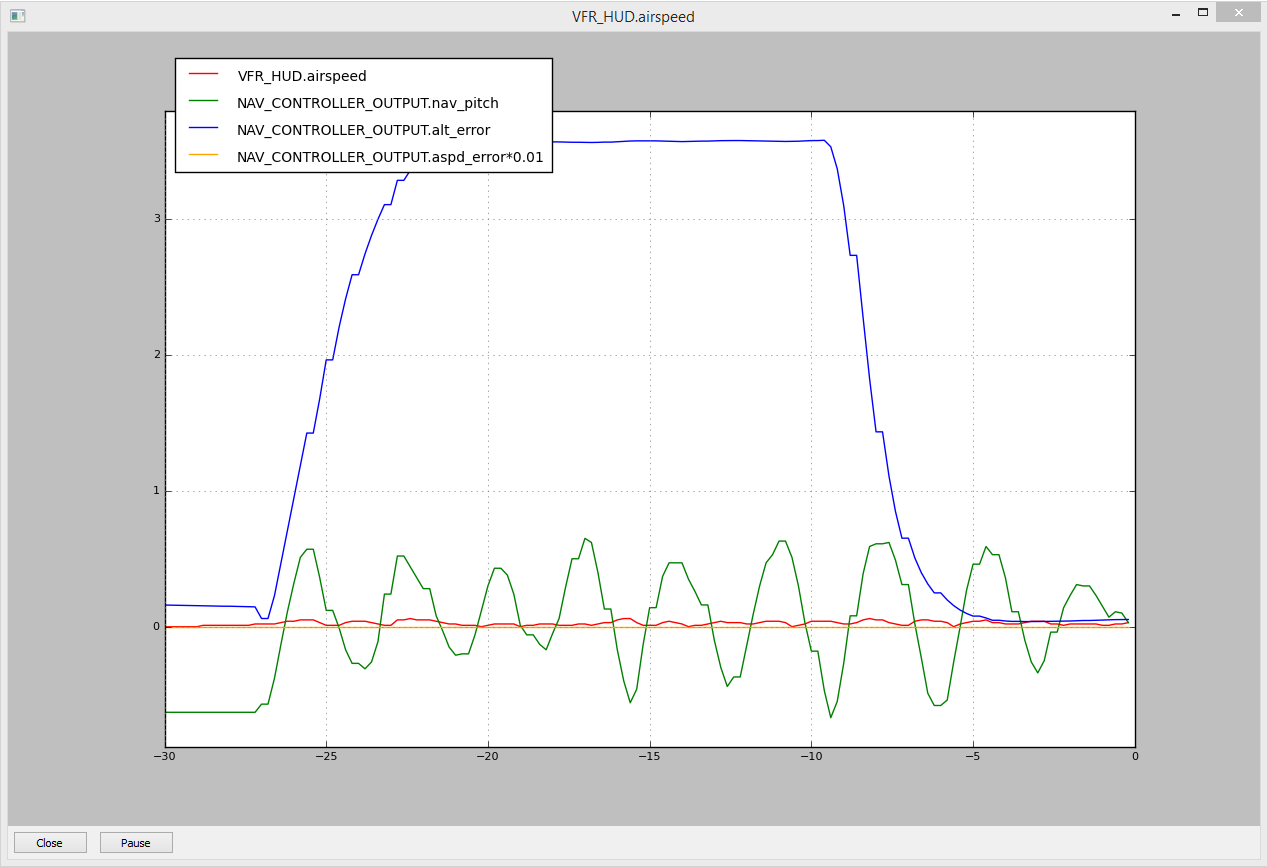 VFR_HUD.airspeed
VFR_HUD.airspeed
NAV_CONTROLLER_OUTPUT.nav_pitch
NAV_CONTROLLER_OUTPUT.alt_error
NAV_CONTROLLER_OUTPUT.aspd_error*0.01
3
2
1
0
−30 −25 −20 −15 −10 −5 0
Close Pause